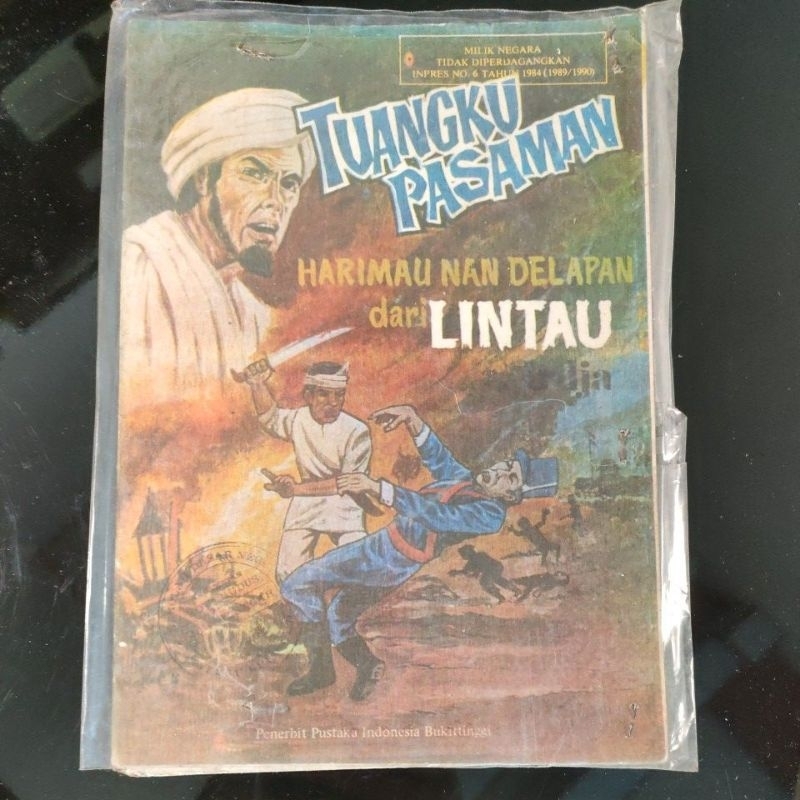 MILIK NEGARA
TIDAK DIPERDAGANGKAN
INPRES NO. 6 TAHUN 1984 (1989/1990)
TUANGKU
PASAMAN
HARIMAU NAN DELAPAN
dari LINTAU
Penerbit Pustaka Indonesia Bukittinggi